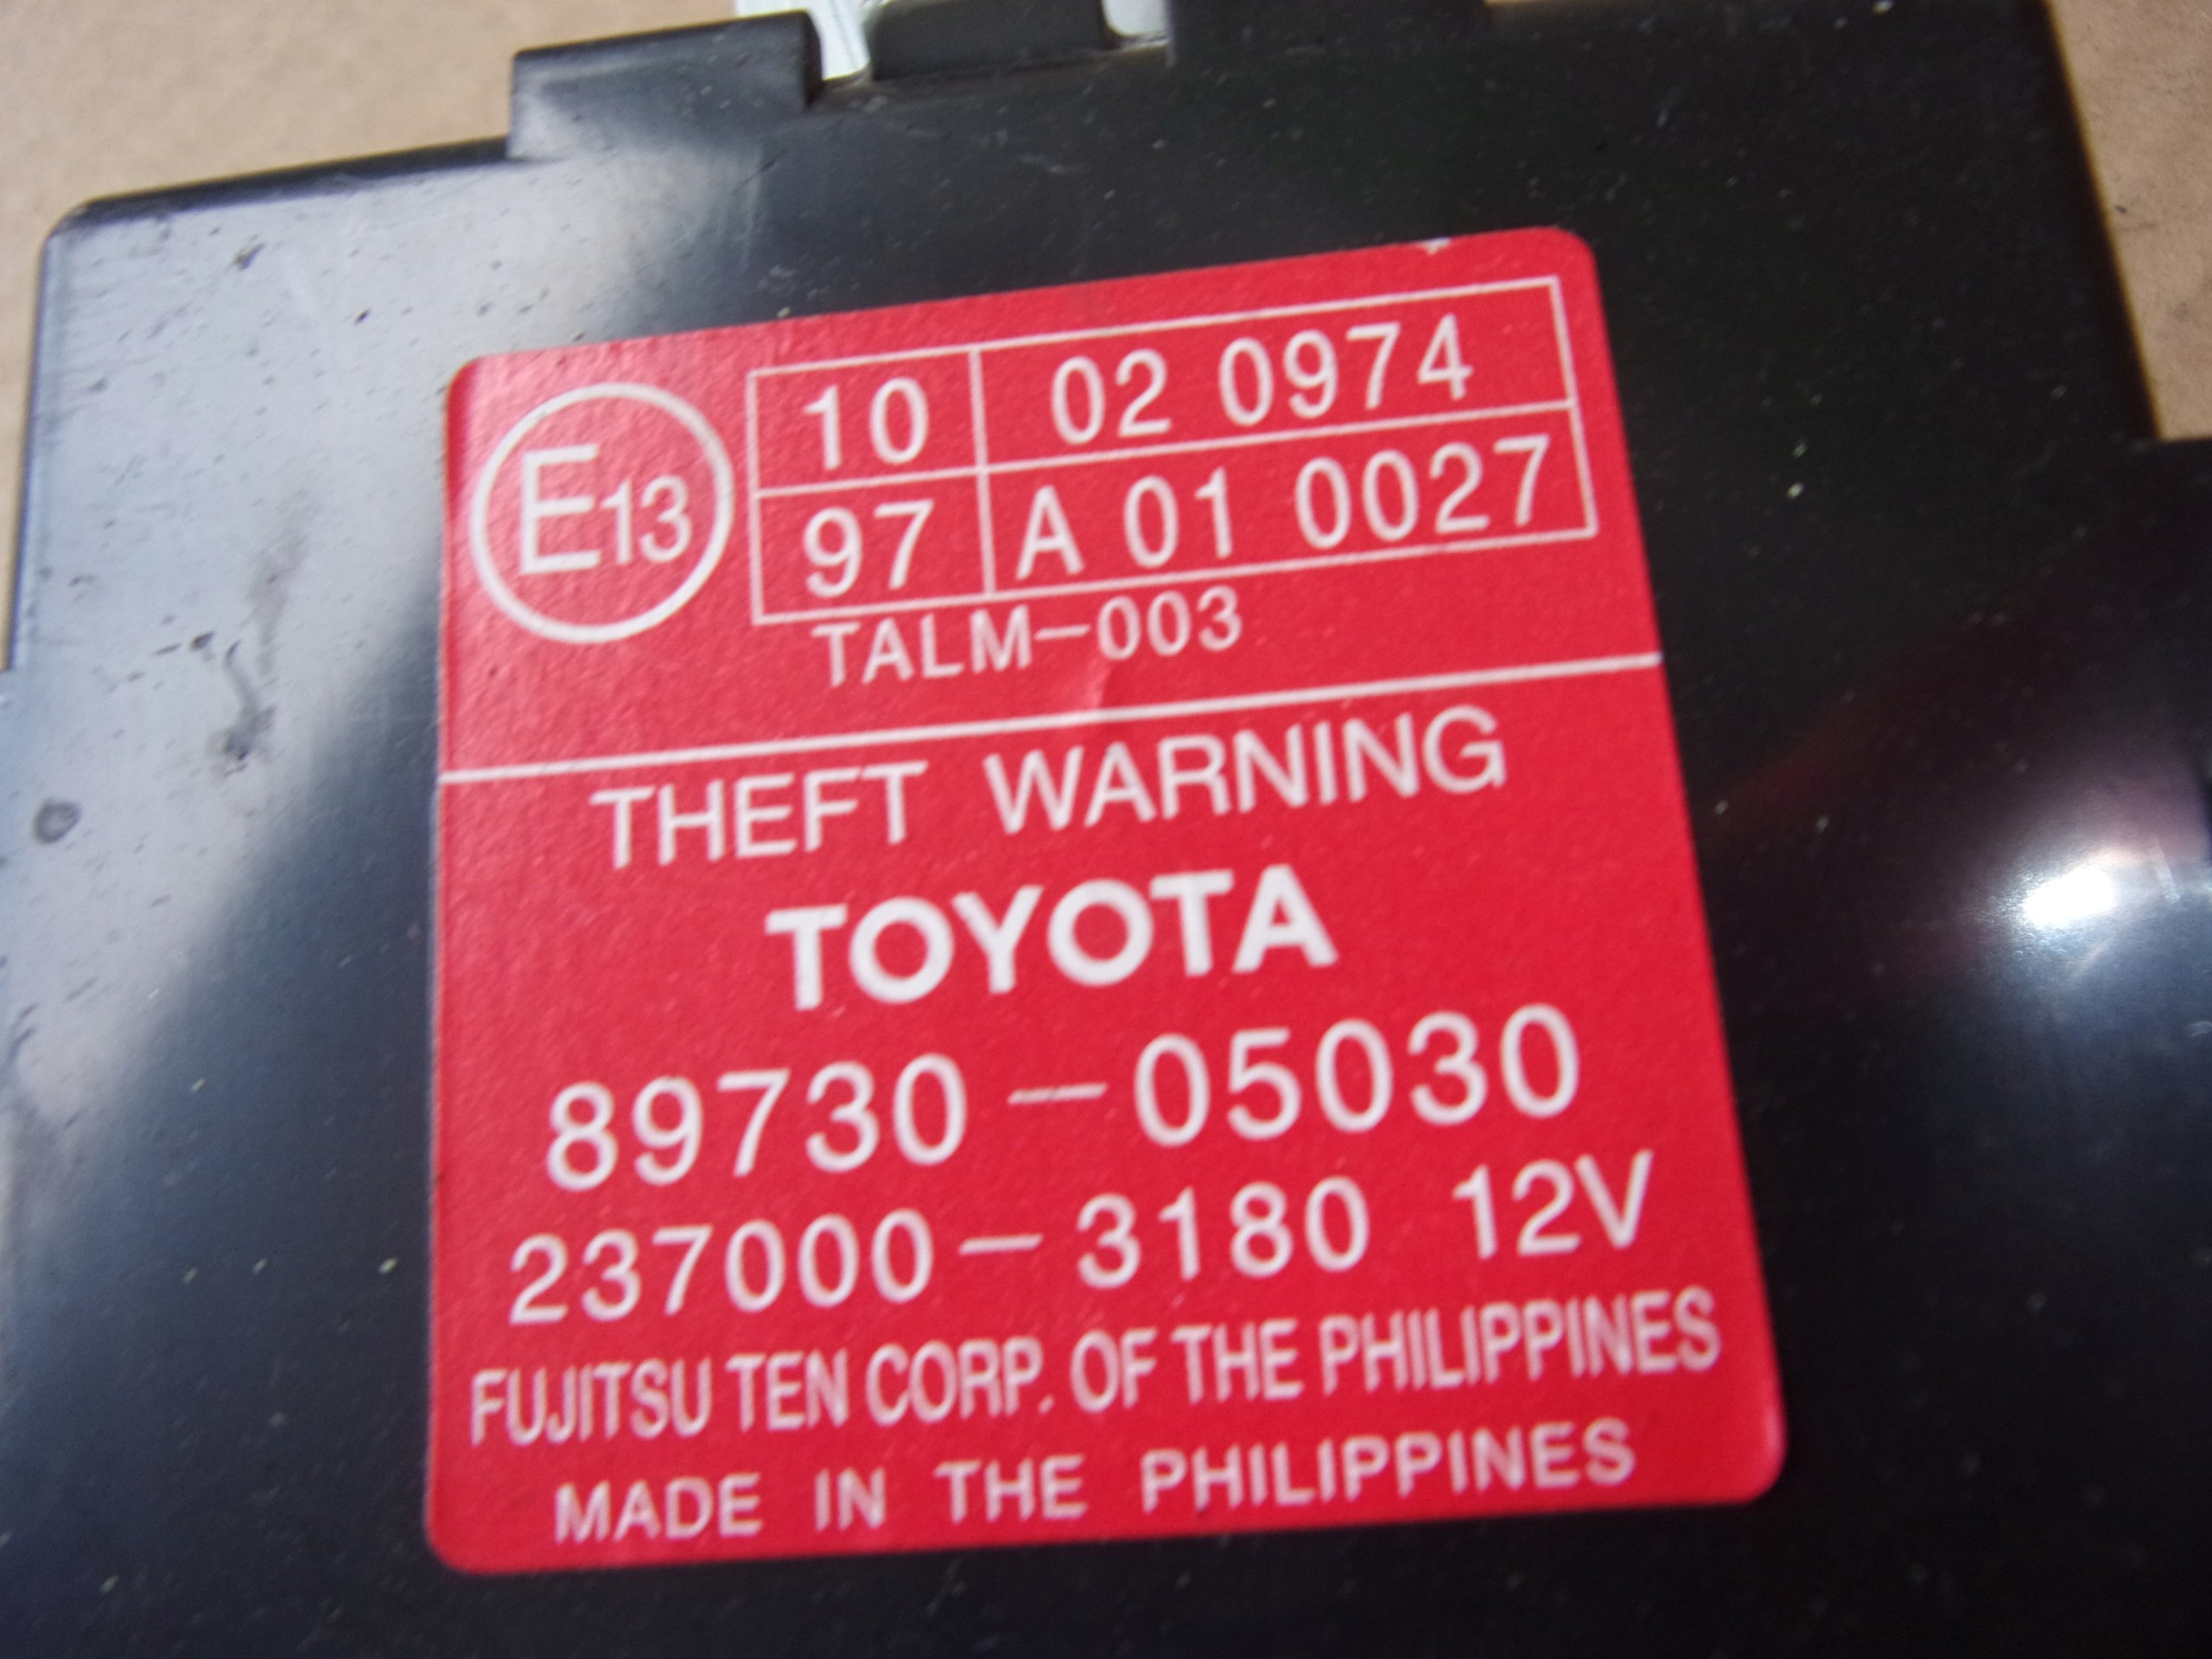 E13
10 02 0974
97 A 01 0027
TALM-003
THEFT WARNING
TOYOTA
89730-05030
237000-3180 12V
FUJITSU TEN CORP. OF THE PHILIPPINES
MADE IN THE PHILIPPINES